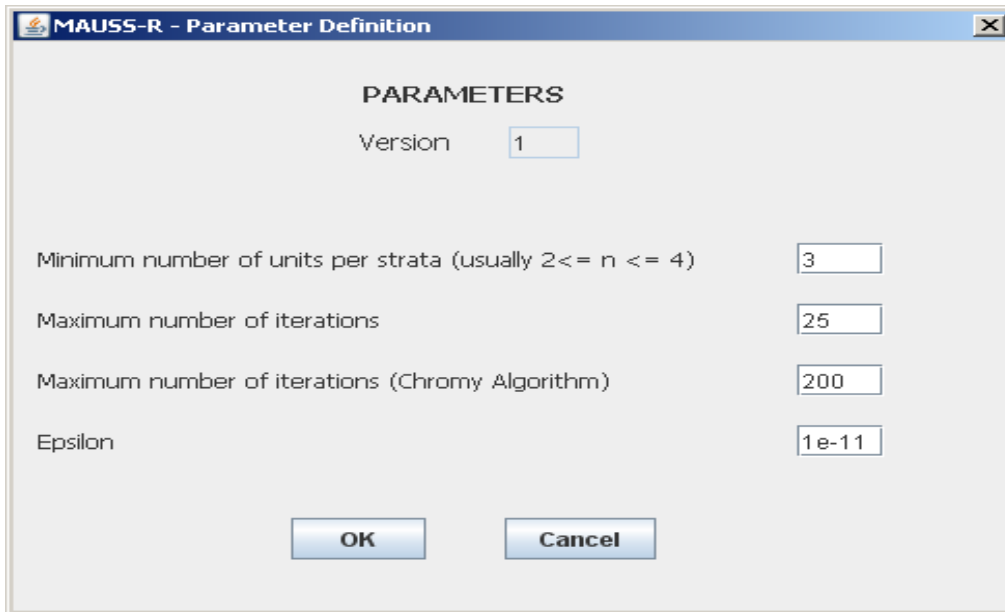 MAUSS-R - Parameter Definition
PARAMETERS
Version 1
Minimum number of units per strata (usually 2<= n <= 4) 3
Maximum number of iterations 25
Maximum number of iterations (Chromy Algorithm) 200
Epsilon 1e-11
OK Cancel